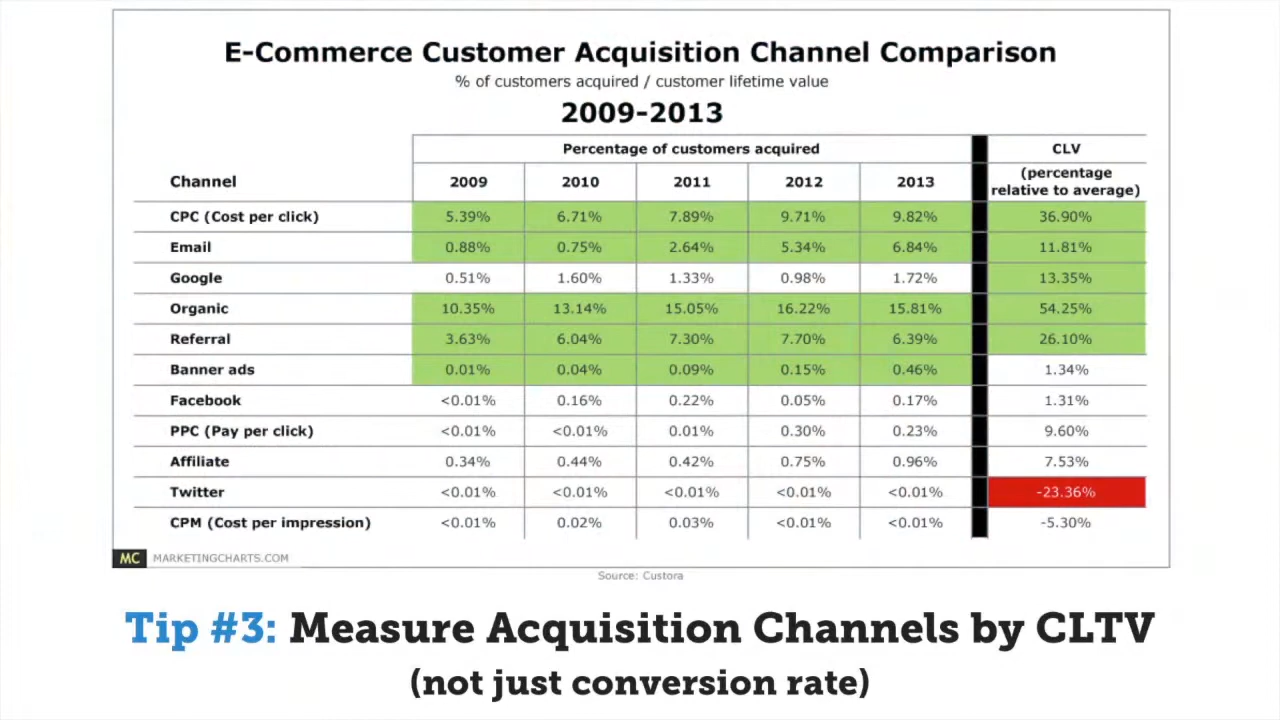 E-Commerce Customer Acquisition Channel Comparison
% of customers acquired / customer lifetime value
2009-2013
Percentage of customers acquired CLV
Channel 2009 2010 2011 2012 2013 (percentage relative to average)
CPC (Cost per click) 5.39% 6.71% 7.89% 9.71% 9.82% 36.90%
Email 0.88% 0.75% 2.64% 5.34% 6.84% 11.81%
Google 0.51% 1.60% 1.33% 0.98% 1.72% 13.35%
Organic 10.35% 13.14% 15.05% 16.22% 15.81% 54.25%
Referral 3.63% 6.04% 7.30% 7.70% 6.39% 26.10%
Banner ads 0.01% 0.04% 0.09% 0.15% 0.46% 1.34%
Facebook <0.01% 0.16% 0.22% 0.05% 0.17% 1.31%
PPC (Pay per click) <0.01% <0.01% 0.01% 0.30% 0.23% 9.60%
Affiliate 0.34% 0.44% 0.42% 0.75% 0.96% 7.53%
Twitter <0.01% <0.01% <0.01% <0.01% <0.01% -23.36%
CPM (Cost per impression) <0.01% 0.02% 0.03% <0.01% <0.01% -5.30%
MC MARKETINGCHARTS.COM
Source: Custora
Tip #3: Measure Acquisition Channels by CLTV
(not just conversion rate)